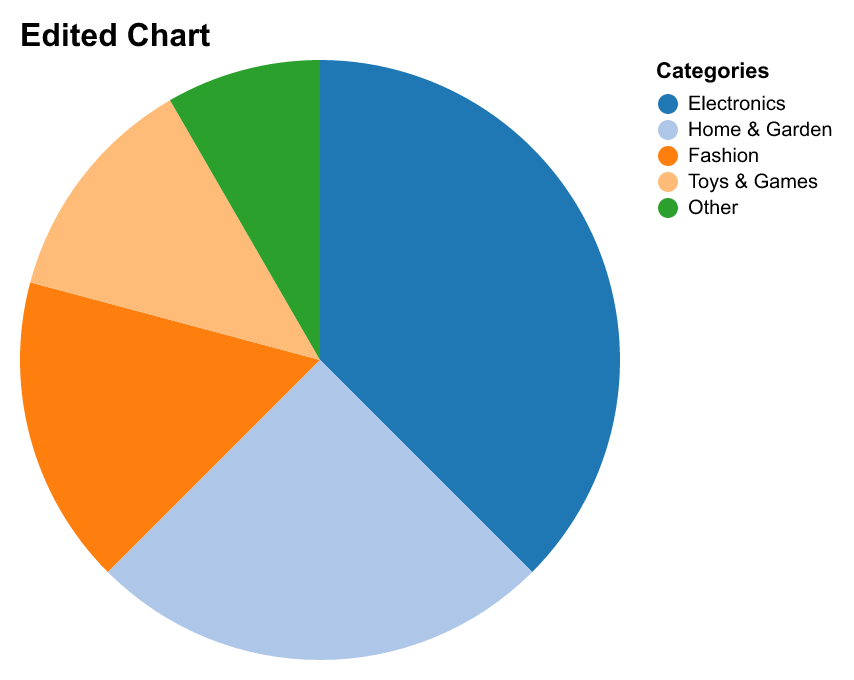 Edited Chart
Categories
Electronics
Home & Garden
Fashion
Toys & Games
Other